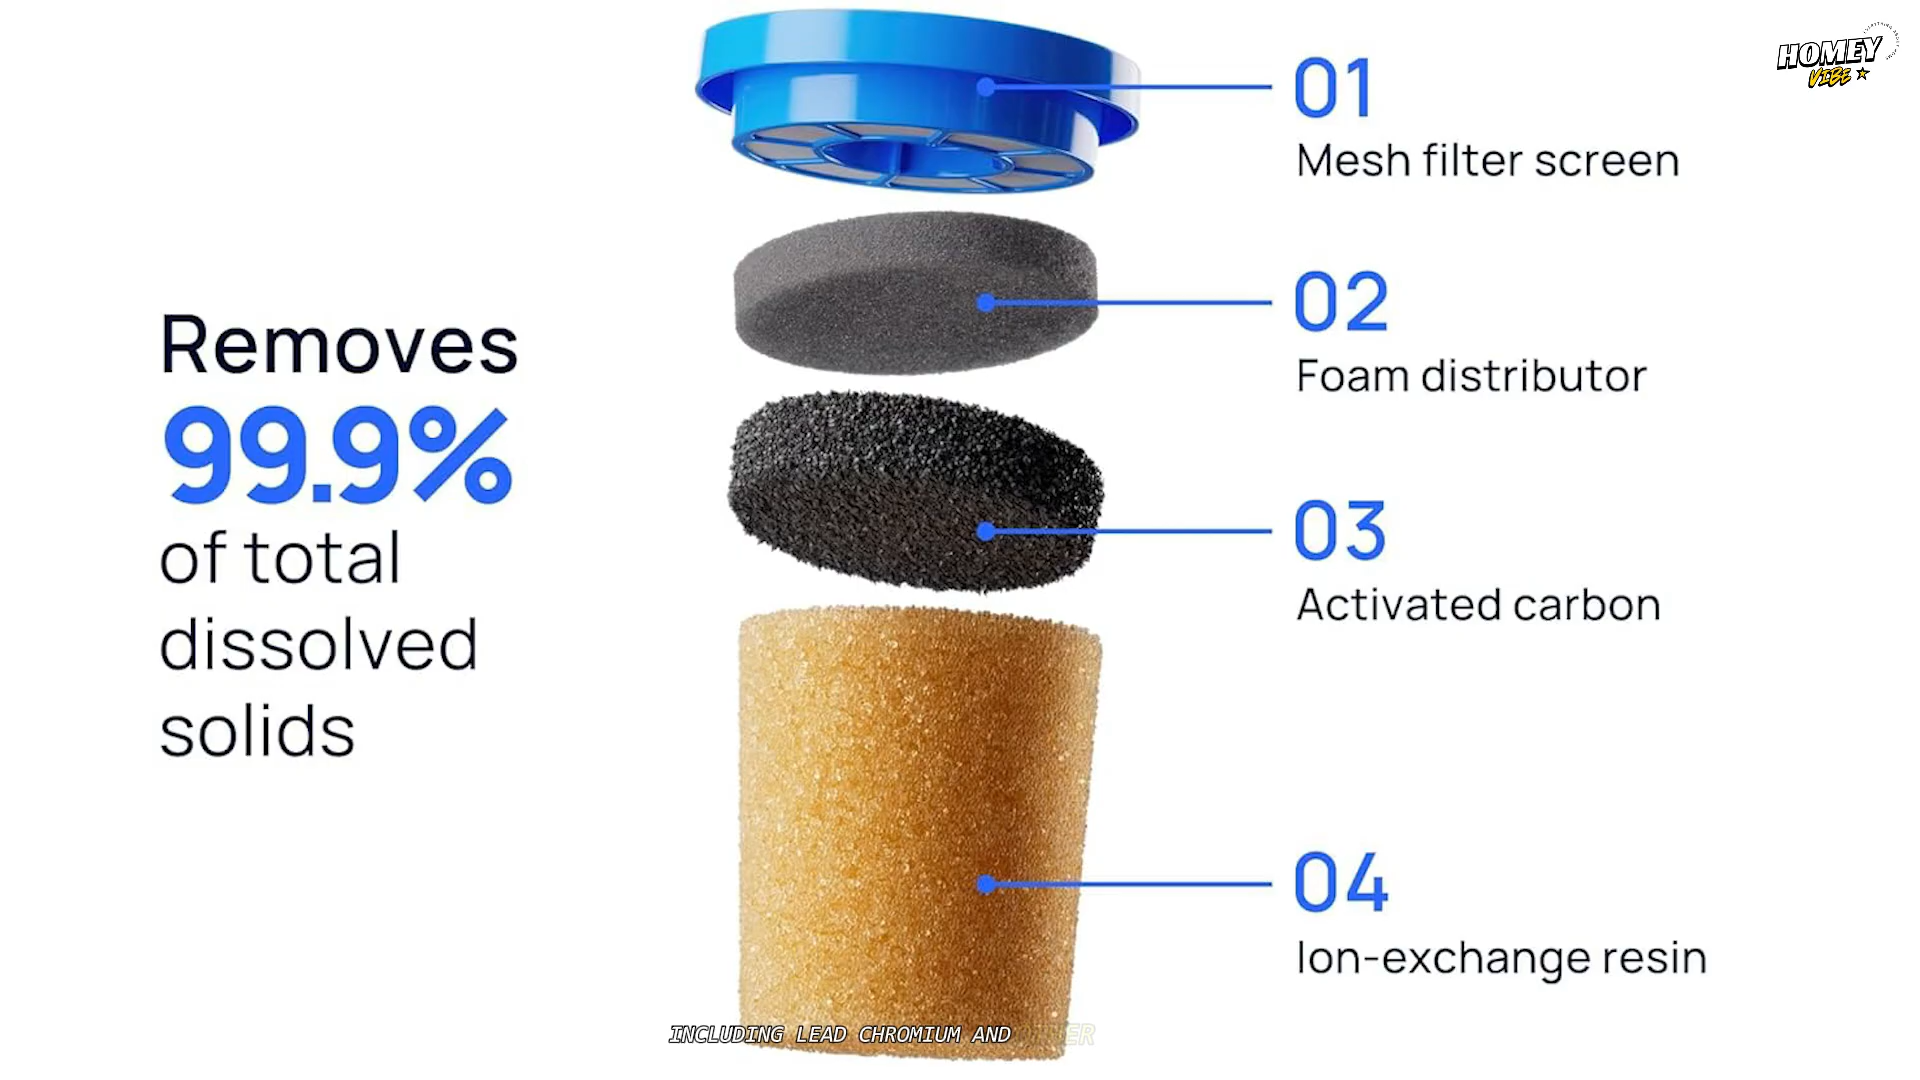 HOMEY
VIBE
01
Mesh filter screen
02
Foam distributor
Removes
99.9%
of total
dissolved
solids
03
Activated carbon
04
Ion-exchange resin
INCLUDING LEAD CHROMIUM AND